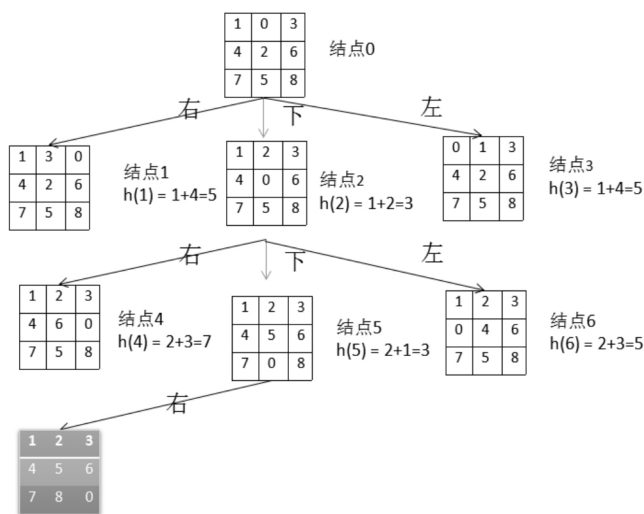 1 0 3
4 2 6
7 5 8
结点0
右
下
左
1 3 0
4 2 6
7 5 8
结点1
h(1) = 1+4=5
1 2 3
4 0 6
7 5 8
结点2
h(2) = 1+2=3
0 1 3
4 2 6
7 5 8
结点3
h(3) = 1+4=5
右
下
左
1 2 3
4 6 0
7 5 8
结点4
h(4) = 2+3=7
1 2 3
4 5 6
7 0 8
结点5
h(5) = 2+1=3
1 2 3
0 4 6
7 5 8
结点6
h(6) = 2+3=5
右
1 2 3
4 5 6
7 8 0